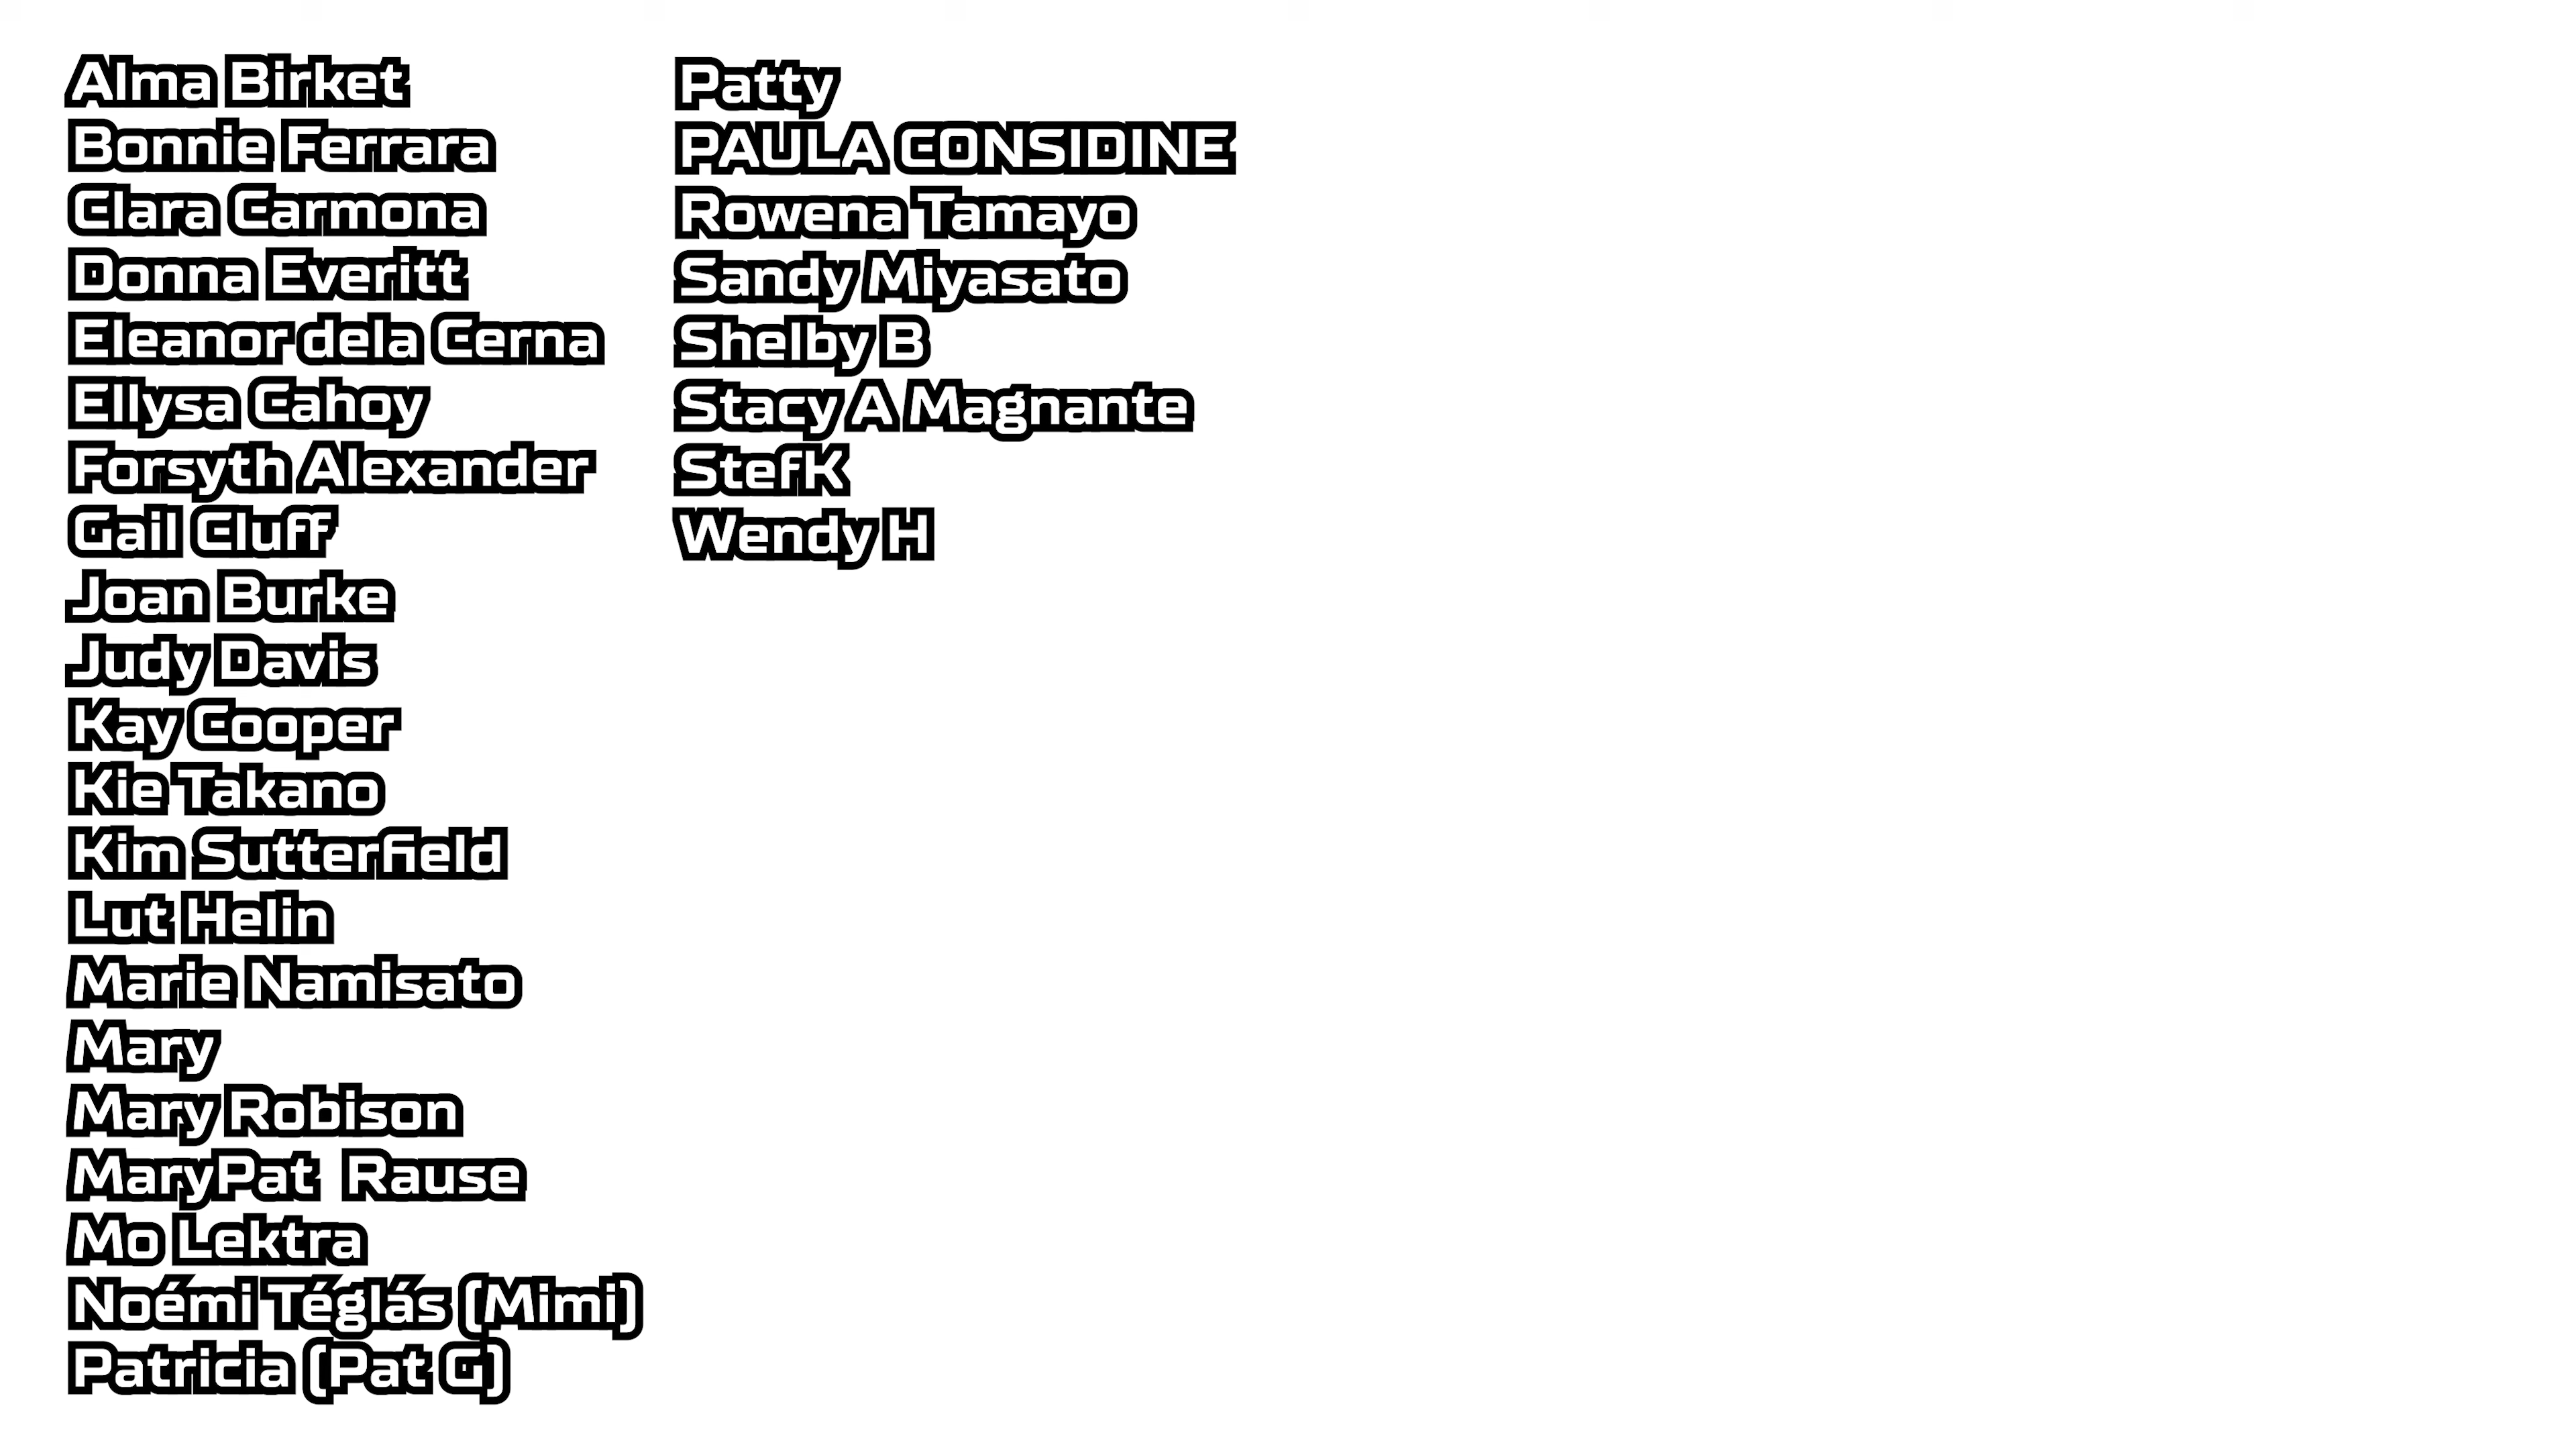 Alma Birket
Bonnie Ferrara
Clara Carmona
Donna Everitt
Eleanor dela Cerna
Ellysa Cahoy
Forsyth Alexander
Gail Cluff
Joan Burke
Judy Davis
Kay Cooper
Kie Takano
Kim Sutterfield
Lut Helin
Marie Namisato
Mary
Mary Robison
MaryPat  Rause
Mo Lektra
Noémi Téglás (Mimi)
Patricia (Pat G)
Patty
PAULA CONSIDINE
Rowena Tamayo
Sandy Miyasato
Shelby B
Stacy A Magnante
StefK
Wendy H